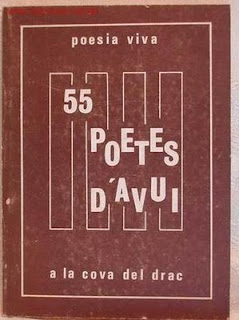 poesia viva
55
POETES
D'AVUI
a la cova del drac